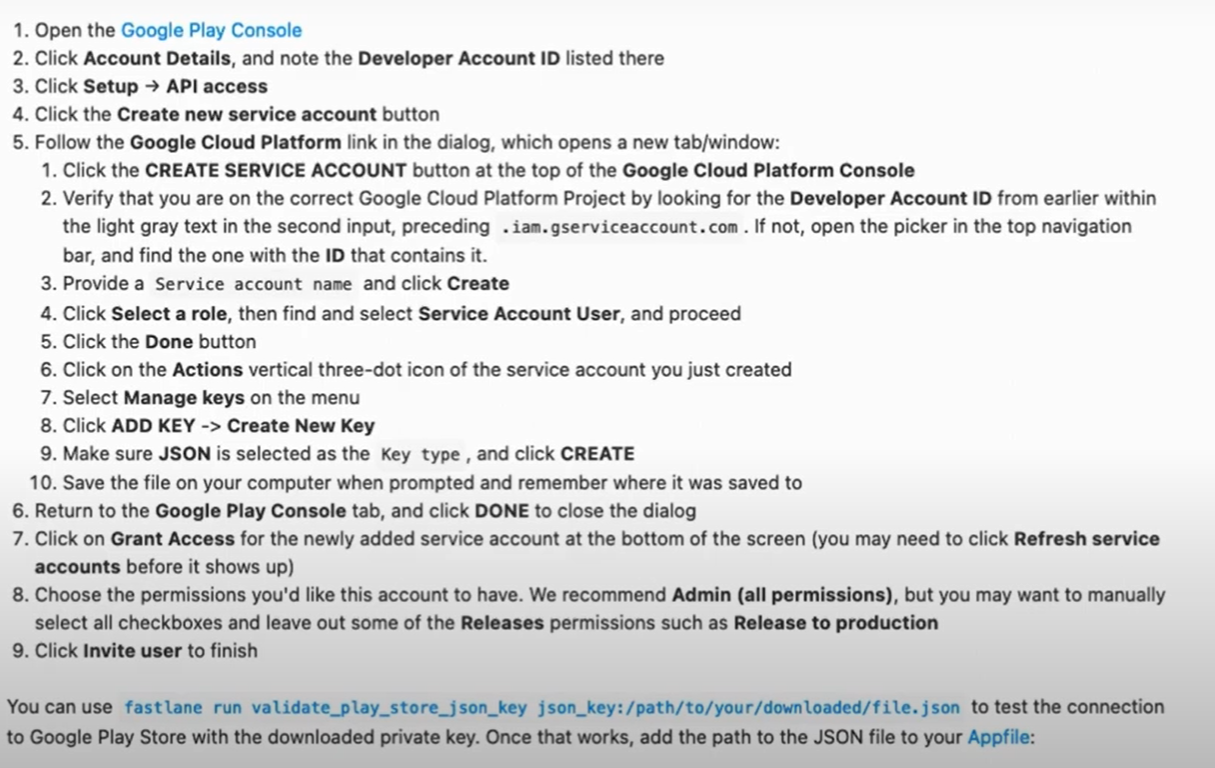 1. Open the Google Play Console
2. Click Account Details, and note the Developer Account ID listed there
3. Click Setup → API access
4. Click the Create new service account button
5. Follow the Google Cloud Platform link in the dialog, which opens a new tab/window:
1. Click the CREATE SERVICE ACCOUNT button at the top of the Google Cloud Platform Console
2. Verify that you are on the correct Google Cloud Platform Project by looking for the Developer Account ID from earlier within
the light gray text in the second input, preceding .iam.gserviceaccount.com . If not, open the picker in the top navigation
bar, and find the one with the ID that contains it.
3. Provide a Service account name and click Create
4. Click Select a role, then find and select Service Account User, and proceed
5. Click the Done button
6. Click on the Actions vertical three-dot icon of the service account you just created
7. Select Manage keys on the menu
8. Click ADD KEY -> Create New Key
9. Make sure JSON is selected as the Key type , and click CREATE
10. Save the file on your computer when prompted and remember where it was saved to
6. Return to the Google Play Console tab, and click DONE to close the dialog
7. Click on Grant Access for the newly added service account at the bottom of the screen (you may need to click Refresh service
accounts before it shows up)
8. Choose the permissions you'd like this account to have. We recommend Admin (all permissions), but you may want to manually
select all checkboxes and leave out some of the Releases permissions such as Release to production
9. Click Invite user to finish
You can use fastlane run validate_play_store_json_key json_key:/path/to/your/downloaded/file.json to test the connection
to Google Play Store with the downloaded private key. Once that works, add the path to the JSON file to your Appfile: